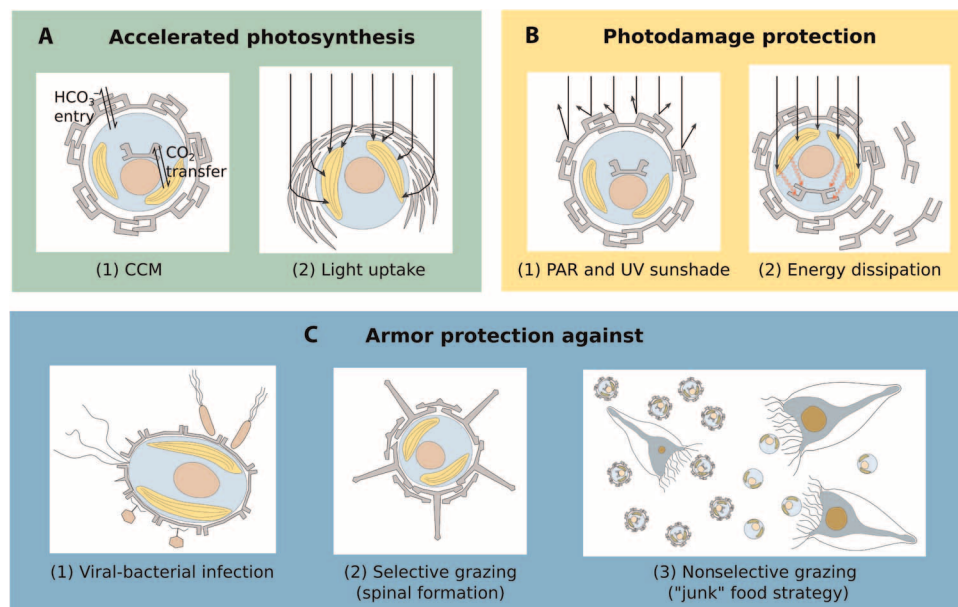 A Accelerated photosynthesis
HCO₃⁻
entry
CO₂
transfer
(1) CCM
(2) Light uptake
B Photodamage protection
(1) PAR and UV sunshade
(2) Energy dissipation
C Armor protection against
(1) Viral-bacterial infection
(2) Selective grazing
(spinal formation)
(3) Nonselective grazing
("junk" food strategy)